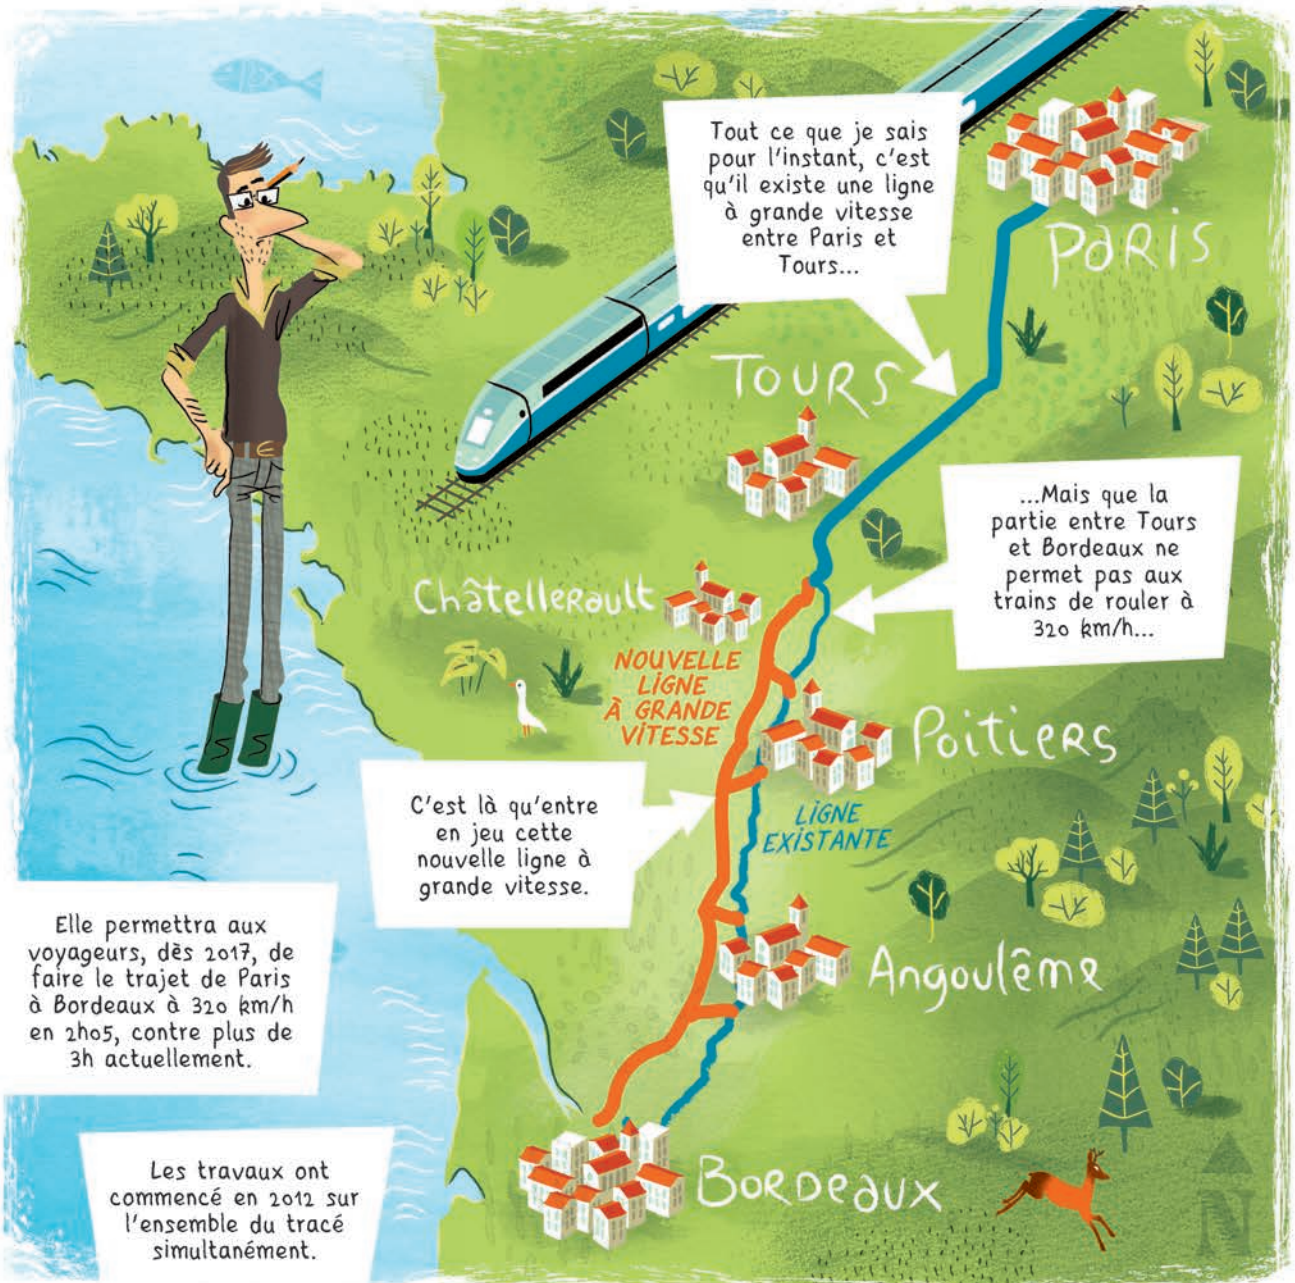 Tout ce que je sais
pour l'instant, c'est
qu'il existe une ligne
à grande vitesse
entre Paris et
Tours...
PARIS
TOURS
...Mais que la
partie entre Tours
et Bordeaux ne
permet pas aux
trains de rouler à
320 km/h...
Châtellerault
NOUVELLE
LIGNE
À GRANDE
VITESSE
Poitiers
C'est là qu'entre
en jeu cette
nouvelle ligne à
grande vitesse.
LIGNE
EXISTANTE
Elle permettra aux
voyageurs, dès 2017, de
faire le trajet de Paris
à Bordeaux à 320 km/h
en 2h05, contre plus de
3h actuellement.
Angoulême
Les travaux ont
commencé en 2012 sur
l'ensemble du tracé
simultanément.
Bordeaux
N